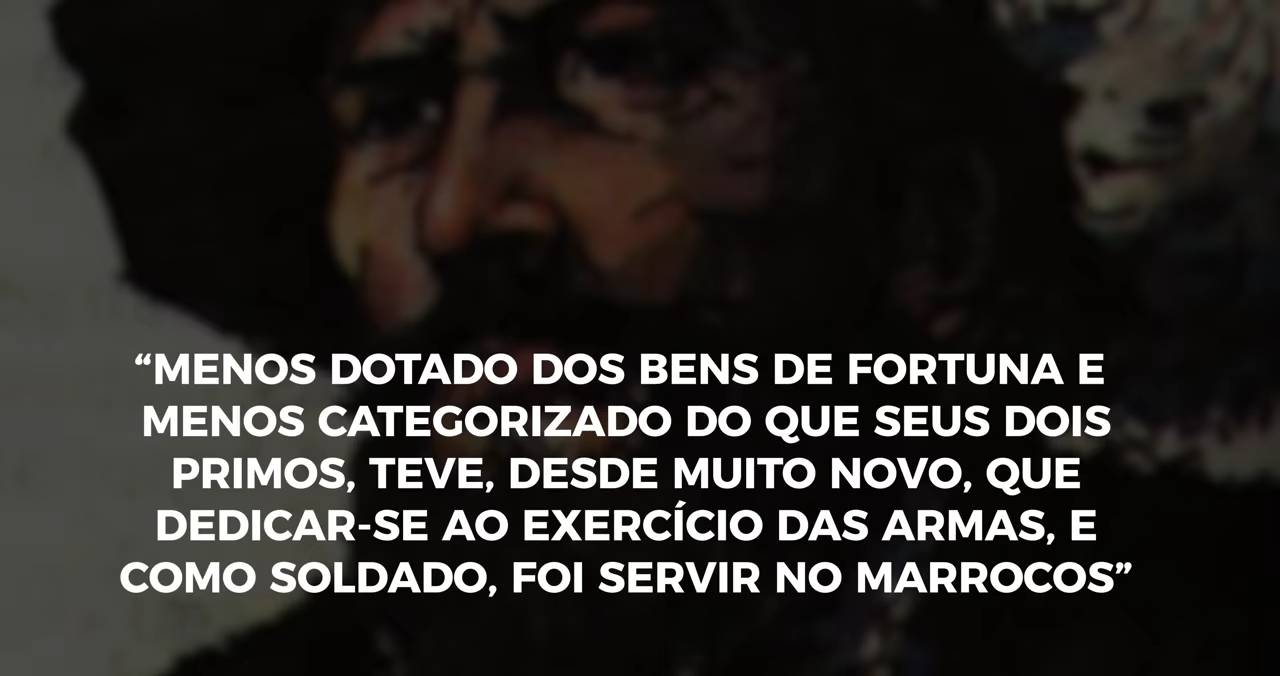 “MENOS DOTADO DOS BENS DE FORTUNA E
MENOS CATEGORIZADO DO QUE SEUS DOIS
PRIMOS, TEVE, DESDE MUITO NOVO, QUE
DEDICAR-SE AO EXERCÍCIO DAS ARMAS, E
COMO SOLDADO, FOI SERVIR NO MARROCOS”